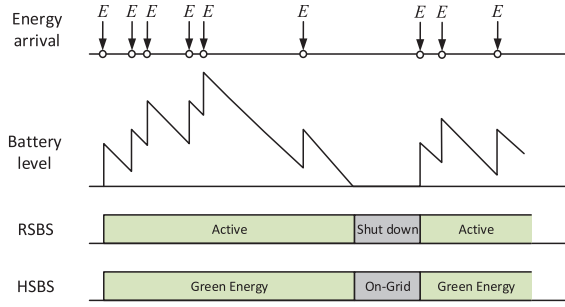 Energy arrival E E E E E E E E E
Battery level
RSBS Active Shut down Active
HSBS Green Energy On-Grid Green Energy